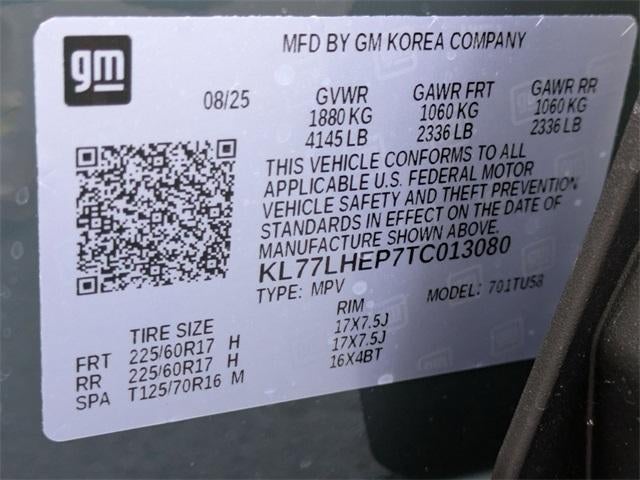 gm
MFD BY GM KOREA COMPANY
08/25
GVWR GAWR FRT GAWR RR
1880 KG 1060 KG 1060 KG
4145 LB 2336 LB 2336 LB
THIS VEHICLE CONFORMS TO ALL
APPLICABLE U.S. FEDERAL MOTOR
VEHICLE SAFETY AND THEFT PREVENTION
STANDARDS IN EFFECT ON THE DATE OF
MANUFACTURE SHOWN ABOVE.
KL77LHEP7TC013080
TYPE: MPV MODEL: 701TU58
TIRE SIZE RIM
FRT 225/60R17 H 17X7.5J
RR 225/60R17 H 17X7.5J
SPA T125/70R16 M 16X4BT